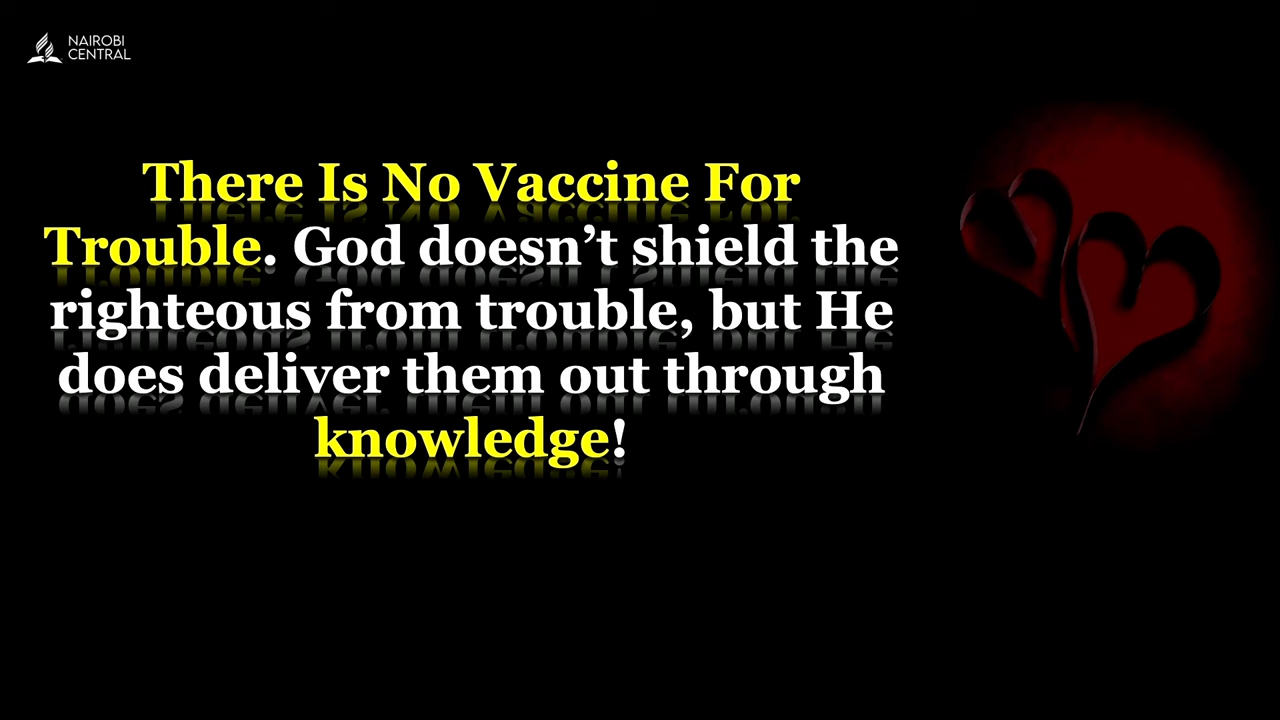 NAIROBI
CENTRAL
There Is No Vaccine For
Trouble. God doesn’t shield the
righteous from trouble, but He
does deliver them out through
knowledge!